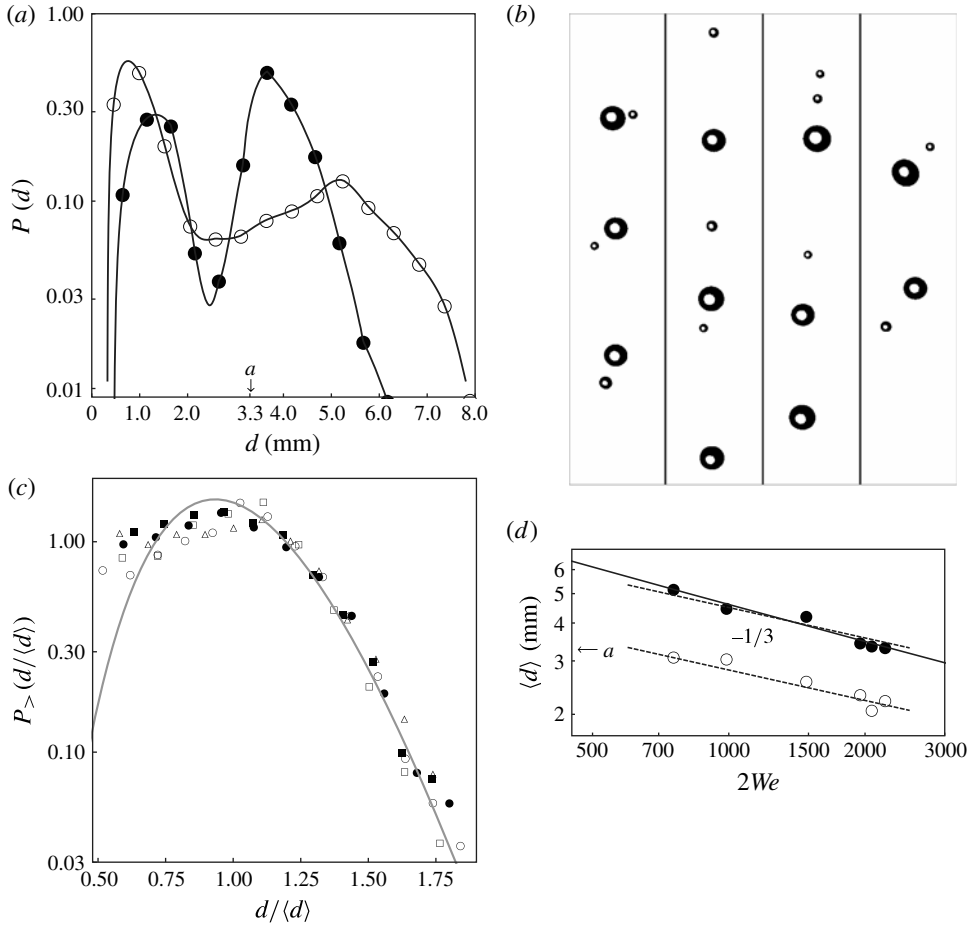 (a)
1.00
0.30
0.10
0.03
0.01
P (d)
a
0 1.0 2.0 3.3 4.0 5.0 6.0 7.0 8.0
d (mm)
(b)
(c)
1.00
0.30
0.10
0.03
P> (d/⟨d⟩)
0.50 0.75 1.00 1.25 1.50 1.75
d/⟨d⟩
(d)
6
5
4
3
2
⟨d⟩ (mm)
← a
−1/3
500 700 1000 1500 2000 3000
2We